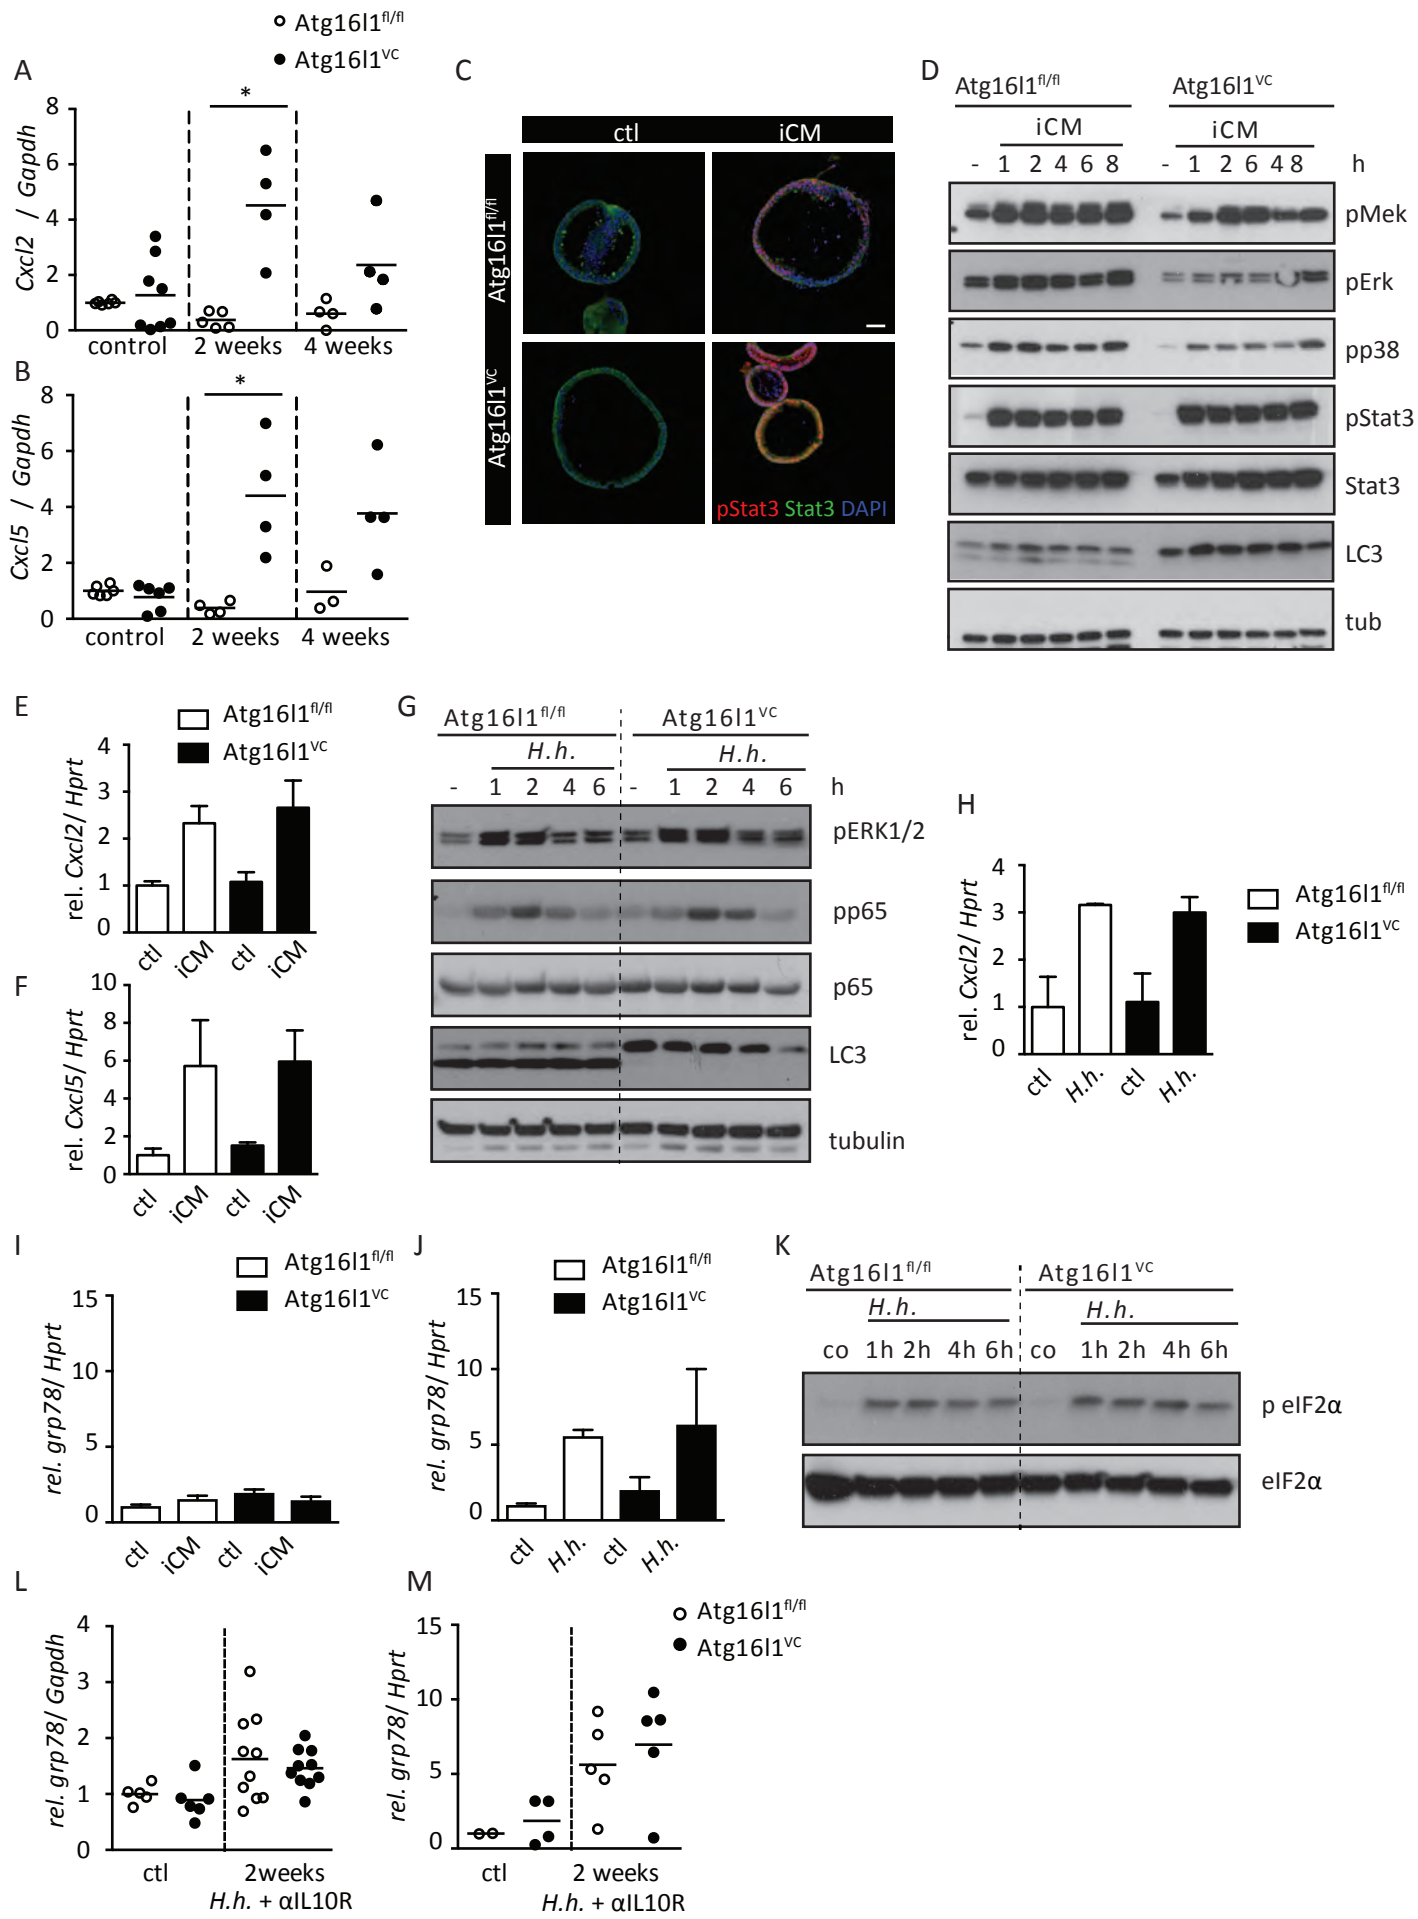 Atg16l1fl/fl
Atg16l1VC
A
*
8
6
4
2
0
Cxcl2 / Gapdh
control 2 weeks 4 weeks
B
*
8
6
4
2
0
Cxcl5 / Gapdh
control 2 weeks 4 weeks
C
ctl iCM
Atg16l1fl/fl
Atg16l1VC
pStat3 Stat3 DAPI
D
Atg16l1fl/fl Atg16l1VC
iCM iCM
- 1 2 4 6 8 - 1 2 6 4 8 h
pMek
pErk
pp38
pStat3
Stat3
LC3
tub
E
Atg16l1fl/fl
Atg16l1VC
4
3
2
1
0
rel. Cxcl2/ Hprt
ctl iCM ctl iCM
F
10
8
6
4
2
0
rel. Cxcl5/ Hprt
ctl iCM ctl iCM
G
Atg16l1fl/fl Atg16l1VC
H.h. H.h.
- 1 2 4 6 - 1 2 4 6 h
pERK1/2
pp65
p65
LC3
tubulin
H
4
3
2
1
0
rel. Cxcl2/ Hprt
Atg16l1fl/fl
Atg16l1VC
ctl H.h. ctl H.h.
I
Atg16l1fl/fl
Atg16l1VC
15
10
5
0
rel. grp78/ Hprt
ctl iCM ctl iCM
J
Atg16l1fl/fl
Atg16l1VC
15
10
5
0
rel. grp78/ Hprt
ctl H.h. ctl H.h.
K
Atg16l1fl/fl Atg16l1VC
H.h. H.h.
co 1h 2h 4h 6h co 1h 2h 4h 6h
p eIF2α
eIF2α
L
4
3
2
1
0
rel. grp78/ Gapdh
ctl 2weeks
H.h. + αIL10R
M
Atg16l1fl/fl
Atg16l1VC
15
10
5
0
rel. grp78/ Hprt
ctl 2 weeks
H.h. + αIL10R